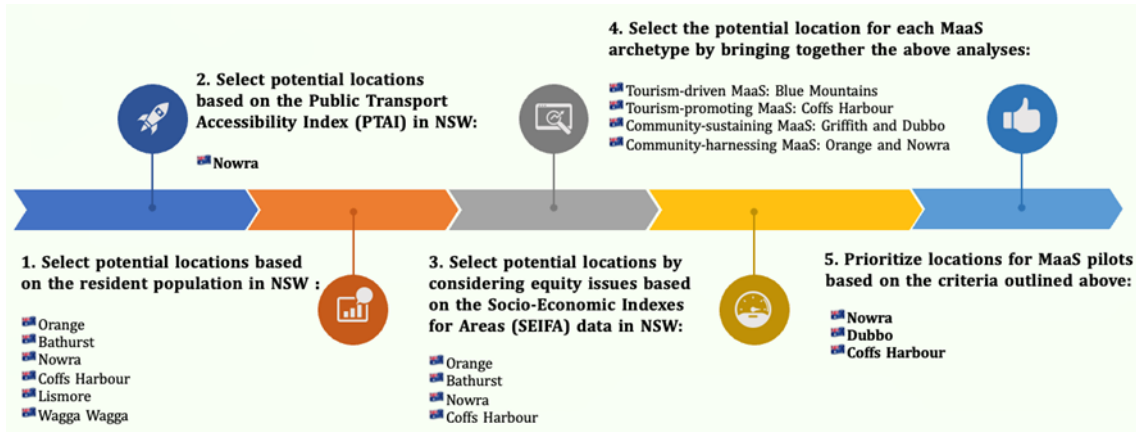 1. Select potential locations based
on the resident population in NSW :
Orange
Bathurst
Nowra
Coffs Harbour
Lismore
Wagga Wagga
2. Select potential locations
based on the Public Transport
Accessibility Index (PTAI) in NSW:
Nowra
3. Select potential locations by
considering equity issues based
on the Socio-Economic Indexes
for Areas (SEIFA) data in NSW:
Orange
Bathurst
Nowra
Coffs Harbour
4. Select the potential location for each MaaS
archetype by bringing together the above analyses:
Tourism-driven MaaS: Blue Mountains
Tourism-promoting MaaS: Coffs Harbour
Community-sustaining MaaS: Griffith and Dubbo
Community-harnessing MaaS: Orange and Nowra
5. Prioritize locations for MaaS pilots
based on the criteria outlined above:
Nowra
Dubbo
Coffs Harbour